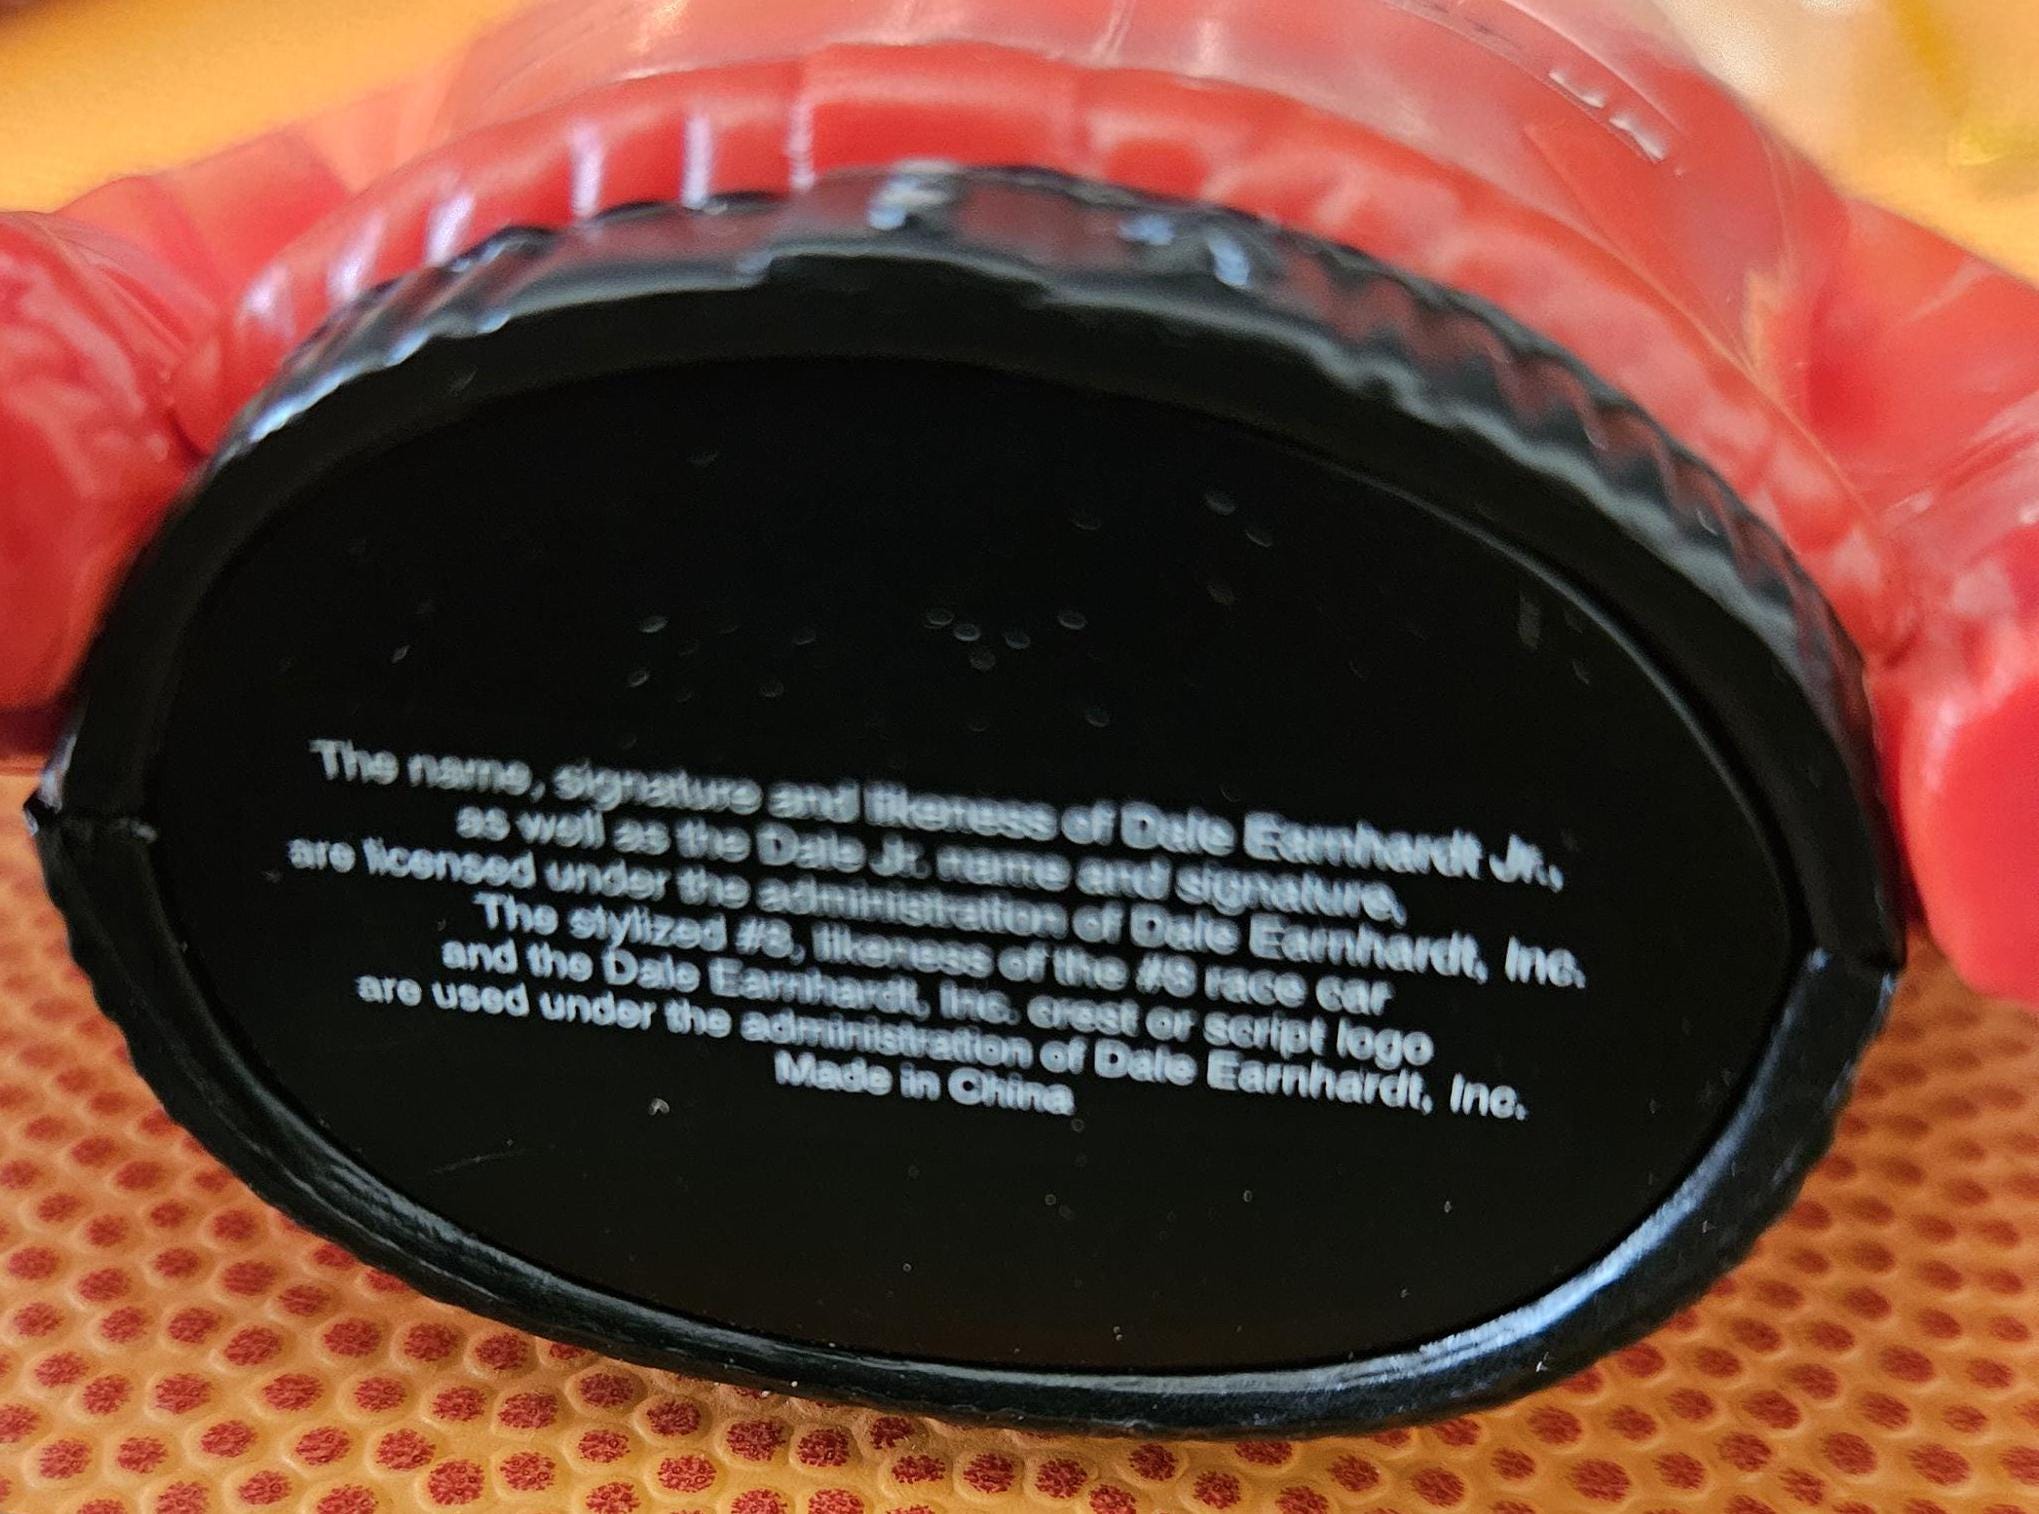 The name, signature and likeness of Dale Earnhardt Jr.,
as well as the Dale Jr. name and signature,
are licensed under the administration of Dale Earnhardt, Inc.
The stylized #8, likeness of the #8 race car
and the Dale Earnhardt, Inc. crest or script logo
are used under the administration of Dale Earnhardt, Inc.
Made in China